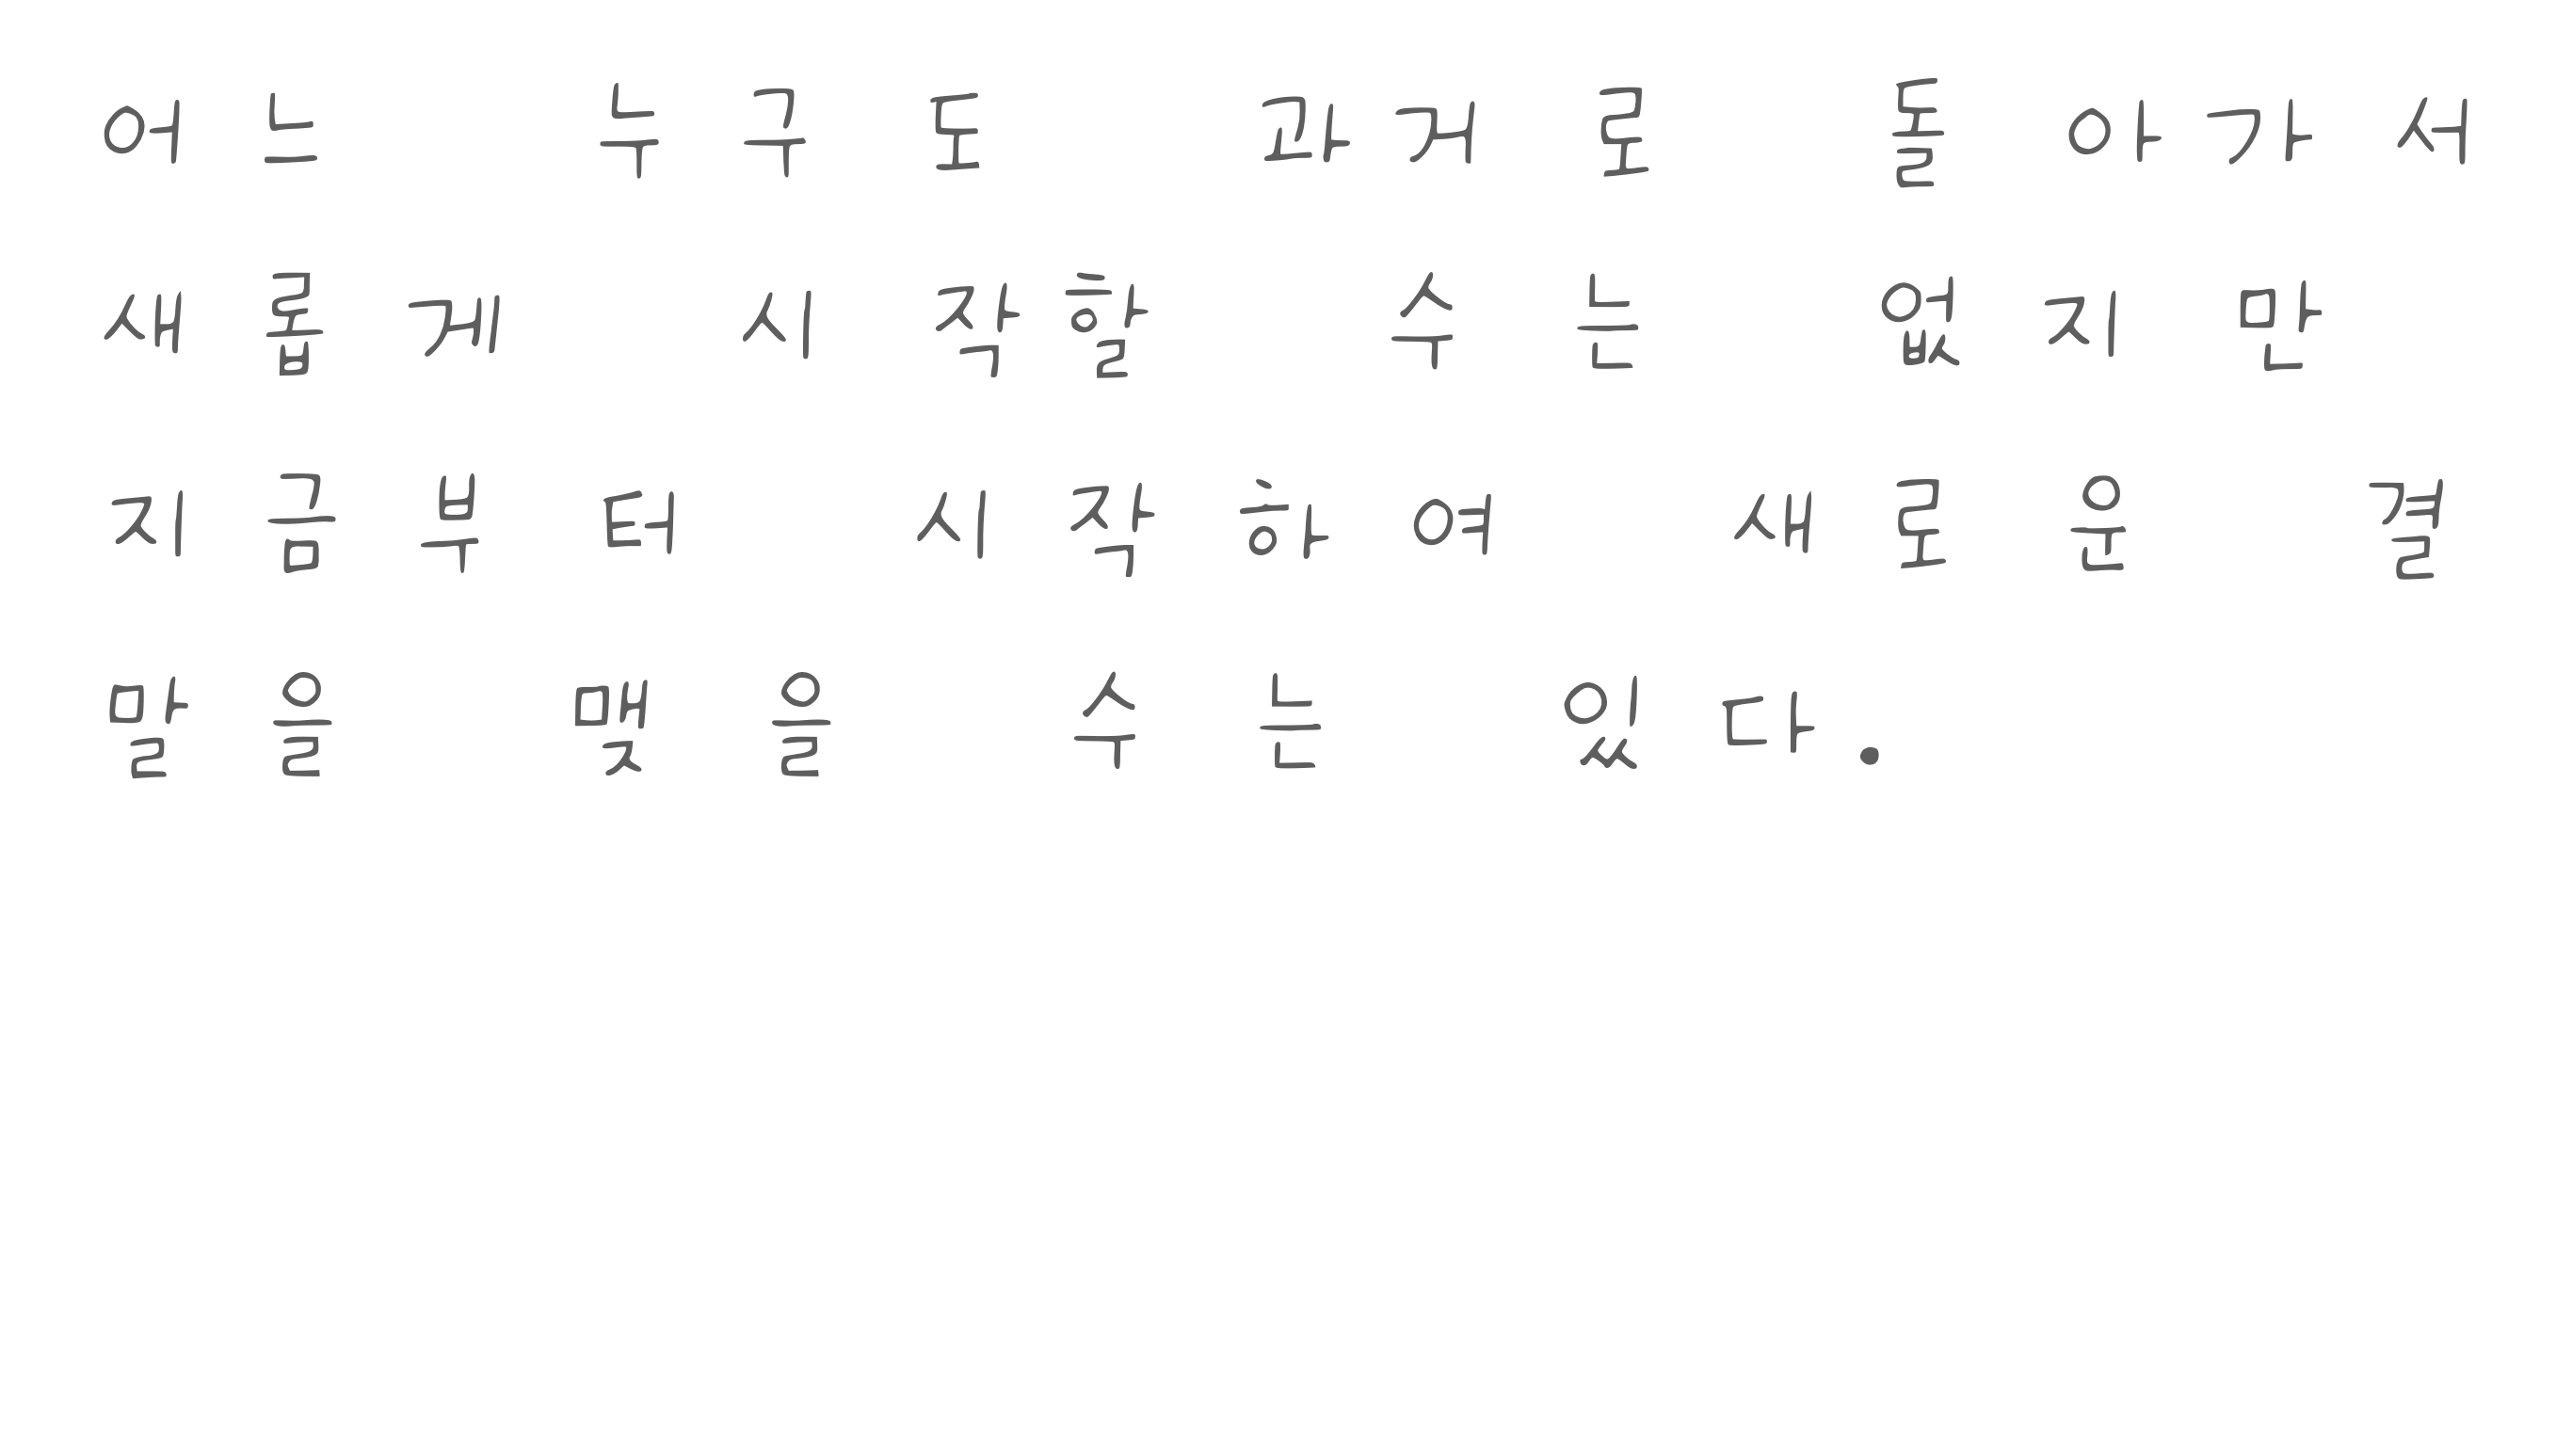 어느 누구도 과거로 돌아가서
새롭게 시작할 수는 없지만
지금부터 시작하여 새로운 결
말을 맺을 수는 있다.